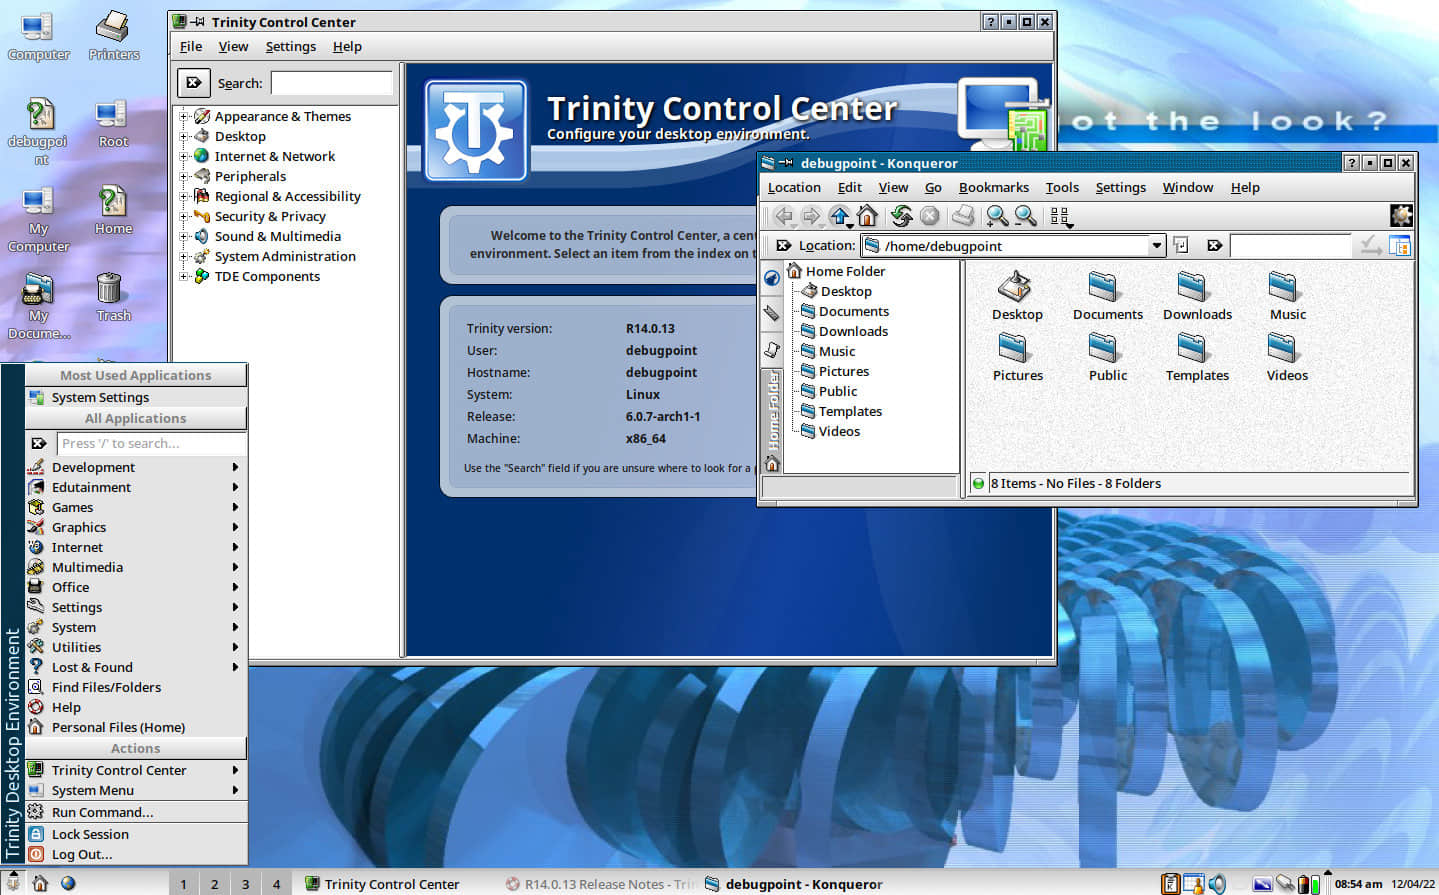 Computer
Printers
debugpoi
nt
Root
My
Computer
Home
My
Docume...
Trash
Trinity Control Center
File View Settings Help
Search:
Appearance & Themes
Desktop
Internet & Network
Peripherals
Regional & Accessibility
Security & Privacy
Sound & Multimedia
System Administration
TDE Components
Trinity Control Center
Configure your desktop environment.
Welcome to the Trinity Control Center, a cent
environment. Select an item from the index on t
Trinity version: R14.0.13
User: debugpoint
Hostname: debugpoint
System: Linux
Release: 6.0.7-arch1-1
Machine: x86_64
Use the "Search" field if you are unsure where to look for a
ot the look?
debugpoint - Konqueror
Location Edit View Go Bookmarks Tools Settings Window Help
Location: /home/debugpoint
Home Folder
Home Folder
Desktop
Documents
Downloads
Music
Pictures
Public
Templates
Videos
Desktop Documents Downloads Music
Pictures Public Templates Videos
8 Items - No Files - 8 Folders
Trinity Desktop Environment
Most Used Applications
System Settings
All Applications
Press '/' to search...
Development
Edutainment
Games
Graphics
Internet
Multimedia
Office
Settings
System
Utilities
Lost & Found
Find Files/Folders
Help
Personal Files (Home)
Actions
Trinity Control Center
System Menu
Run Command...
Lock Session
Log Out...
1 2 3 4 Trinity Control Center R14.0.13 Release Notes - Trin debugpoint - Konqueror 08:54 am 12/04/22